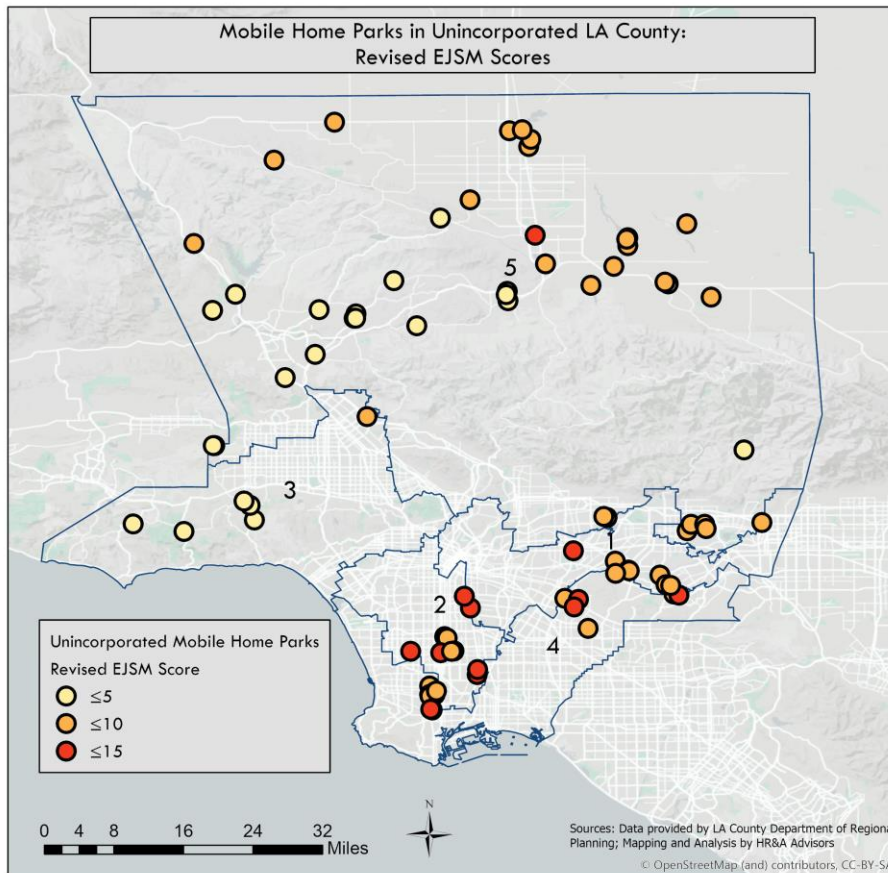 Mobile Home Parks in Unincorporated LA County:
Revised EJSM Scores
5
3
1
2
4
Unincorporated Mobile Home Parks
Revised EJSM Score
≤5
≤10
≤15
N
0 4 8 16 24 32
Miles
Sources: Data provided by LA County Department of Regional
Planning; Mapping and Analysis by HR&A Advisors
© OpenStreetMap (and) contributors, CC-BY-SA